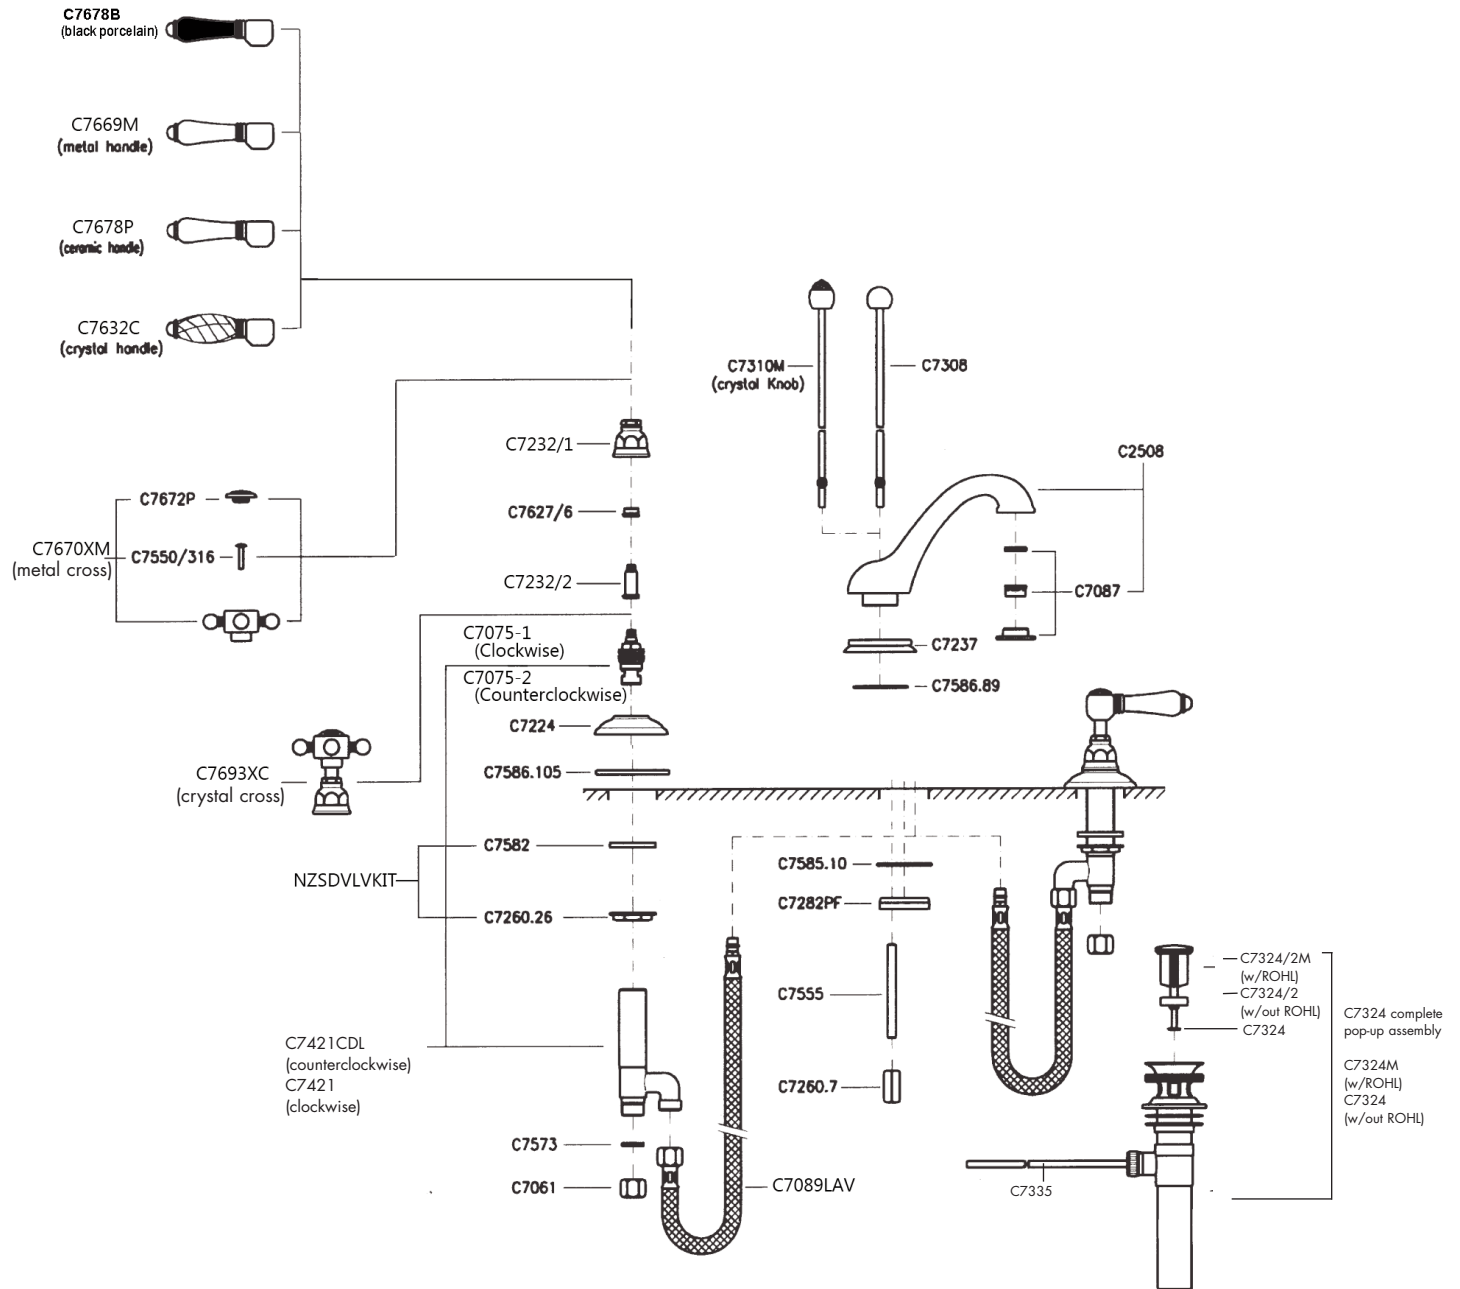 C7678B
(black porcelain)
C7669M
(metal handle)
C7678P
(ceramic handle)
C7632C
(crystal handle)
C7310M
(crystal Knob)
C7308
C2508
C7232/1
C7672P
C7627/6
C7670XM
(metal cross)
C7550/316
C7232/2
C7087
C7075-1
(Clockwise)
C7075-2
(Counterclockwise)
C7237
C7586.89
C7224
C7693XC
(crystal cross)
C7586.105
C7582
NZSDVLVKIT
C7260.26
C7585.10
C7282PF
C7555
C7260.7
C7324/2M
(w/ROHL)
C7324/2
(w/out ROHL)
C7324
C7324 complete
pop-up assembly
C7324M
(w/ROHL)
C7324
(w/out ROHL)
C7421CDL
(counterclockwise)
C7421
(clockwise)
C7573
C7061
C7089LAV
C7335